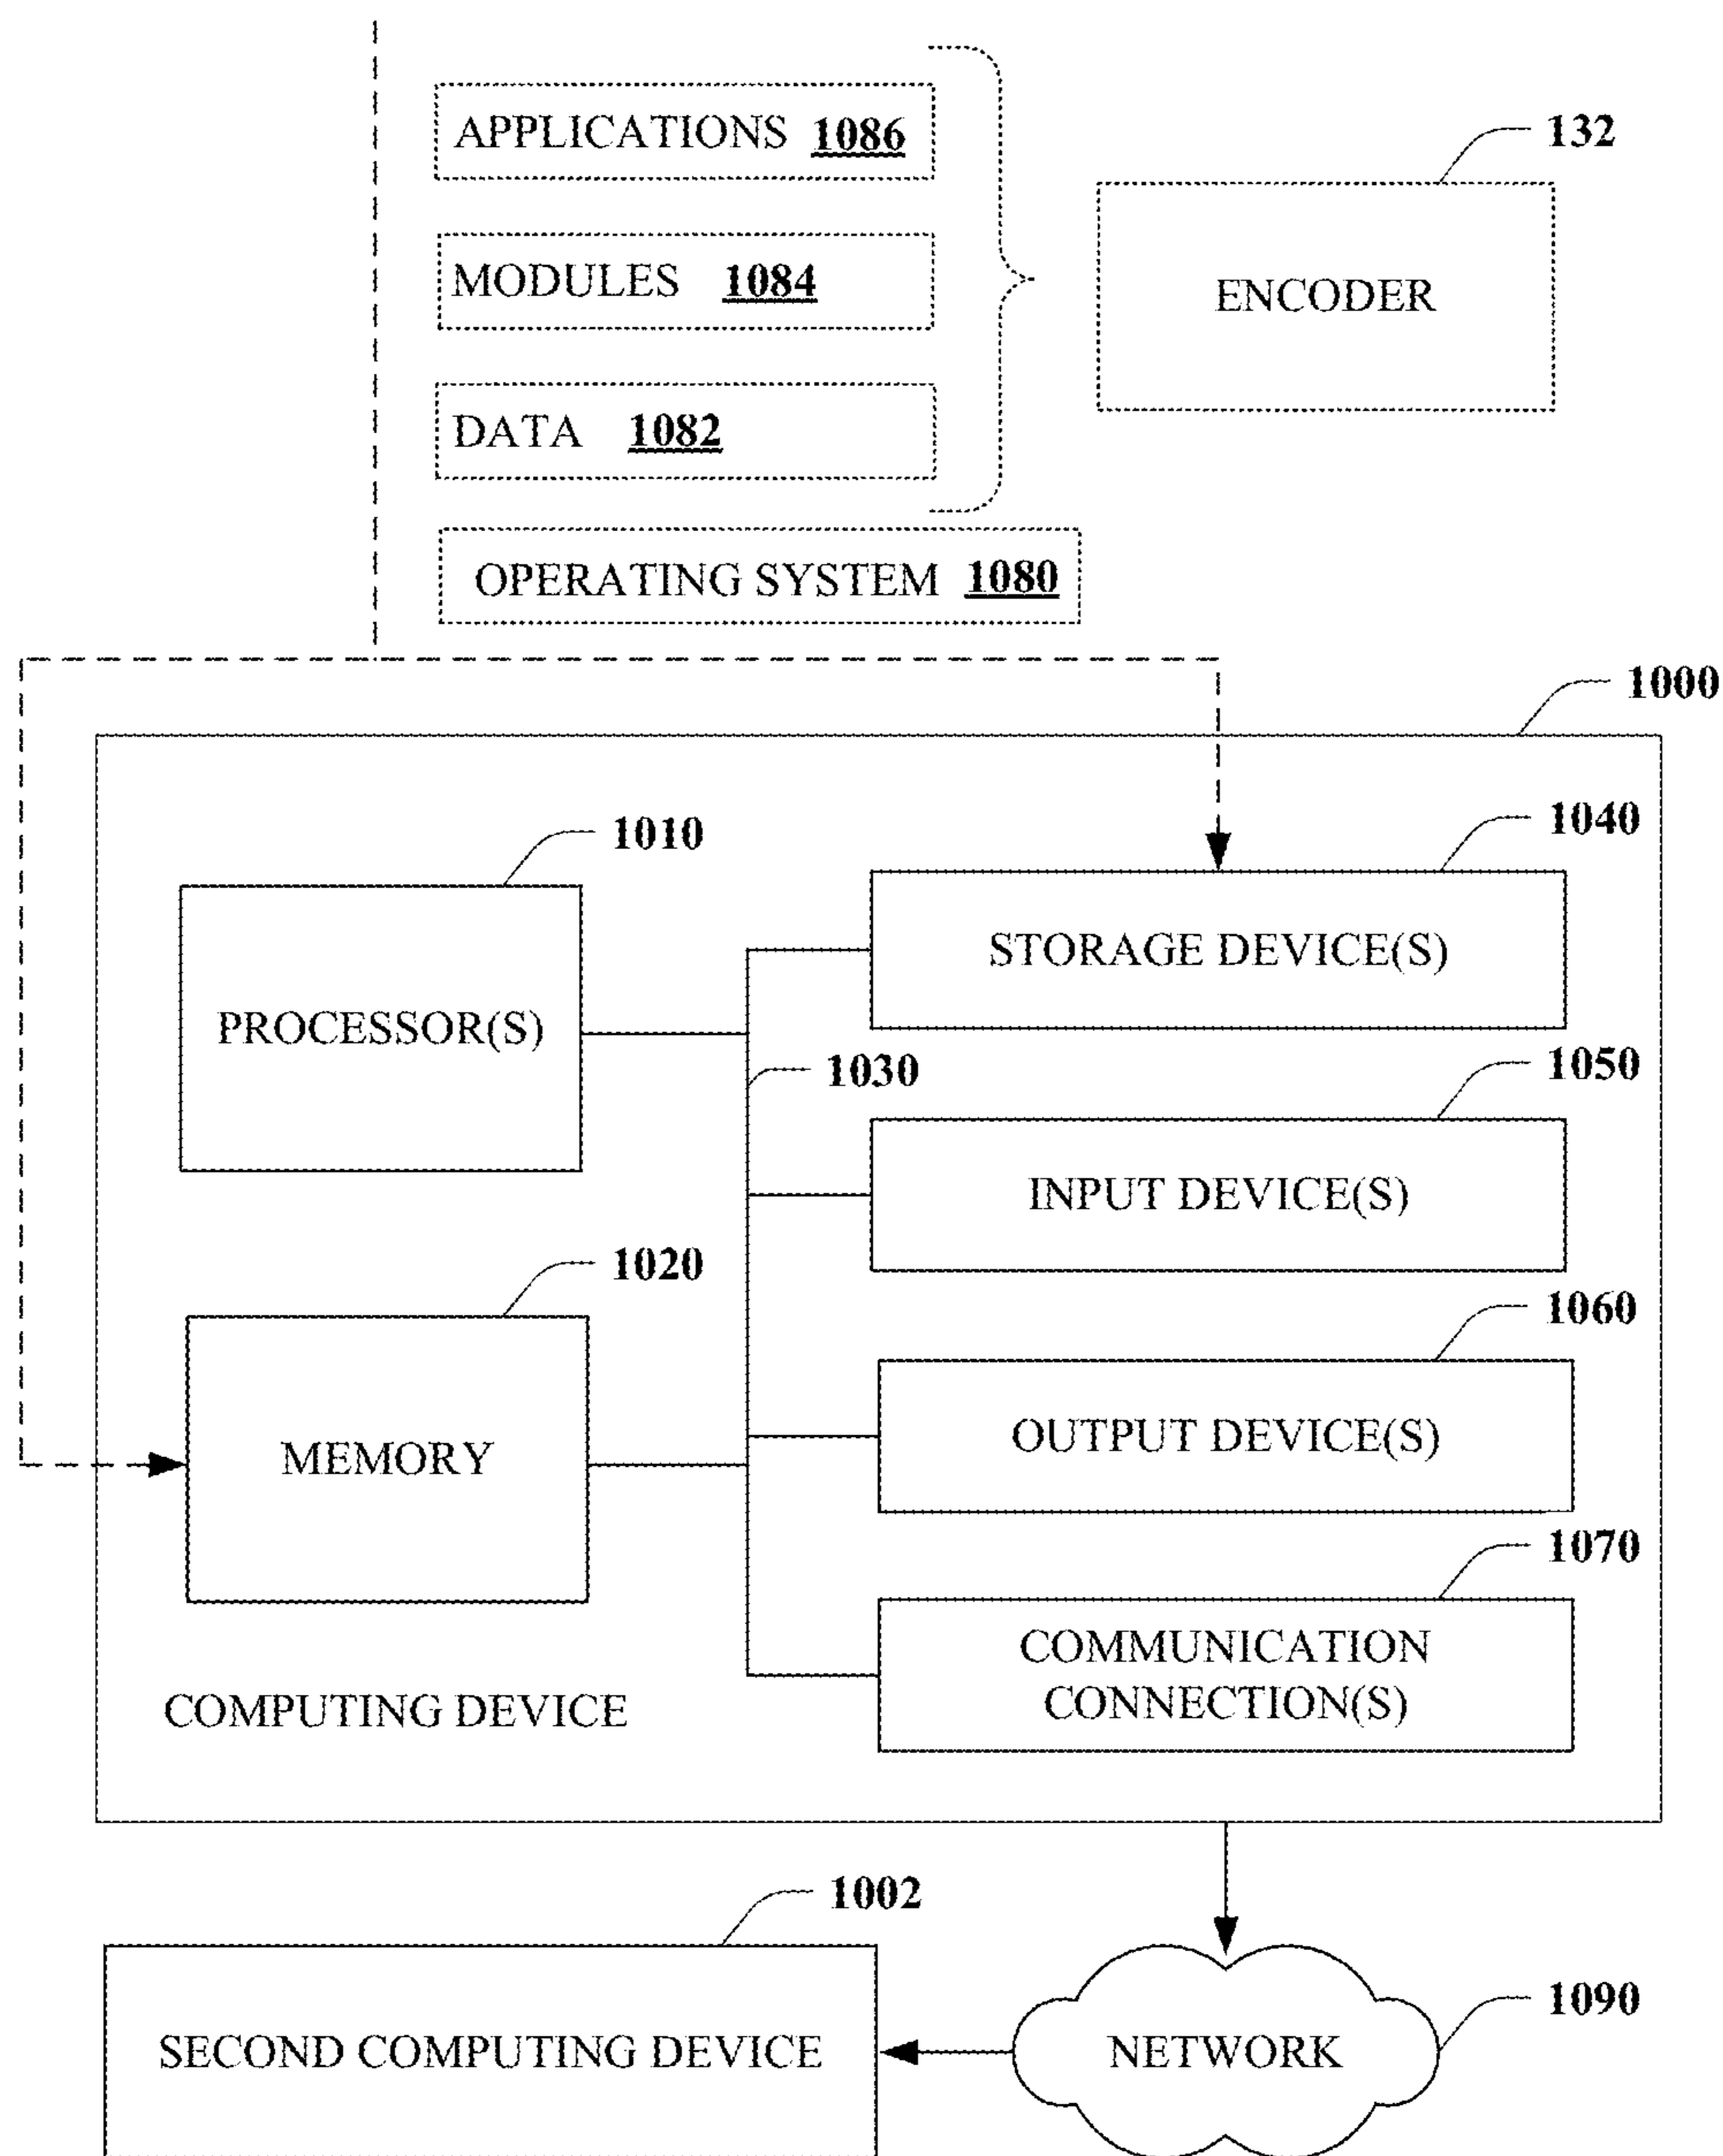 APPLICATIONS 1086
132
MODULES 1084
ENCODER
DATA 1082
OPERATING SYSTEM 1080
1000
1010
1040
STORAGE DEVICE(S)
PROCESSOR(S)
1030
1050
INPUT DEVICE(S)
1020
1060
OUTPUT DEVICE(S)
MEMORY
1070
COMMUNICATION
CONNECTION(S)
COMPUTING DEVICE
1002
1090
SECOND COMPUTING DEVICE
NETWORK